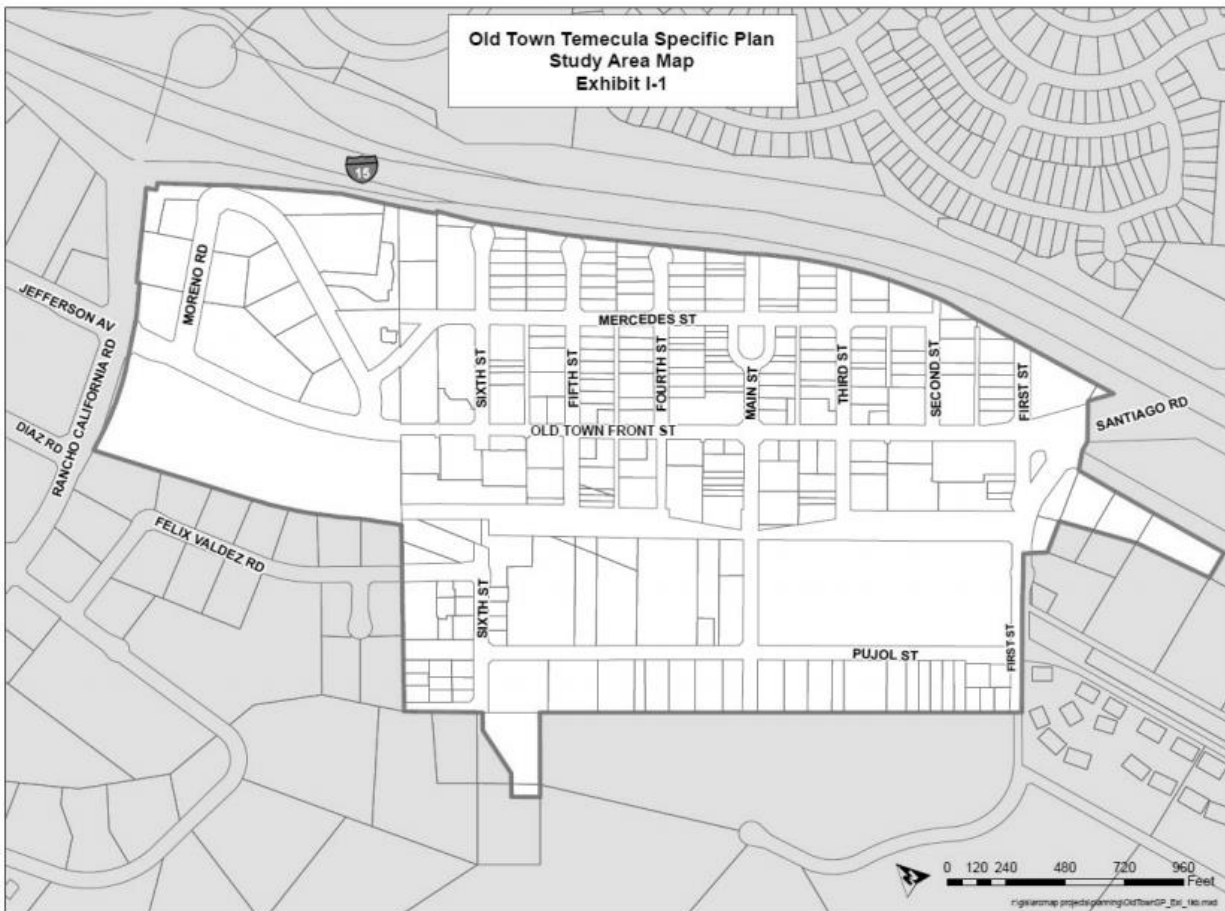 Old Town Temecula Specific Plan
Study Area Map
Exhibit I-1
15
MORENO RD
JEFFERSON AV
RANCHO CALIFORNIA RD
DIAZ RD
FELIX VALDEZ RD
MERCEDES ST
SIXTH ST
FIFTH ST
FOURTH ST
MAIN ST
THIRD ST
SECOND ST
FIRST ST
SANTIAGO RD
OLD TOWN FRONT ST
SIXTH ST
PUJOL ST
FIRST ST
N
0 120 240 480 720 960
Feet